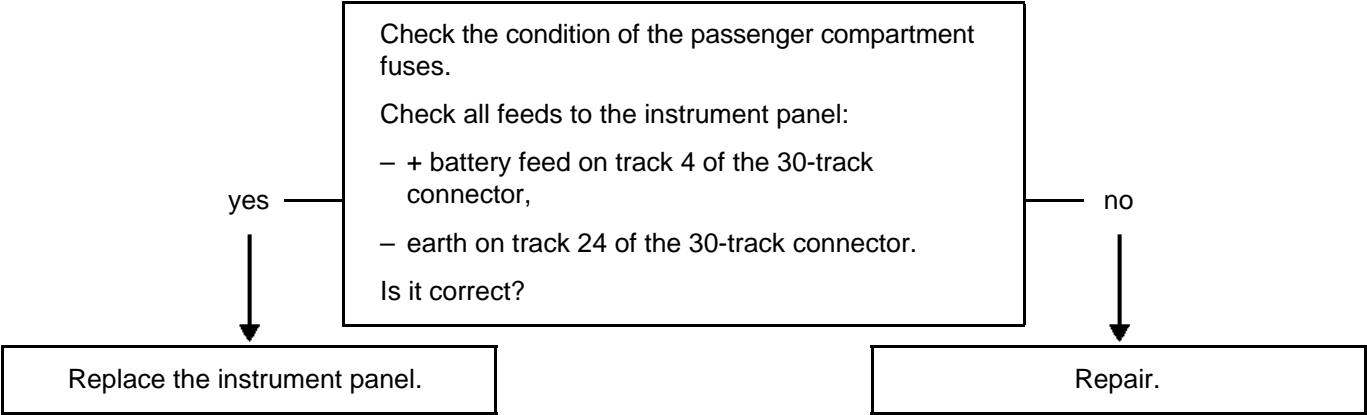 Check the condition of the passenger compartment
fuses.
Check all feeds to the instrument panel:
– + battery feed on track 4 of the 30-track
connector,
– earth on track 24 of the 30-track connector.
Is it correct?
yes
no
Replace the instrument panel.
Repair.